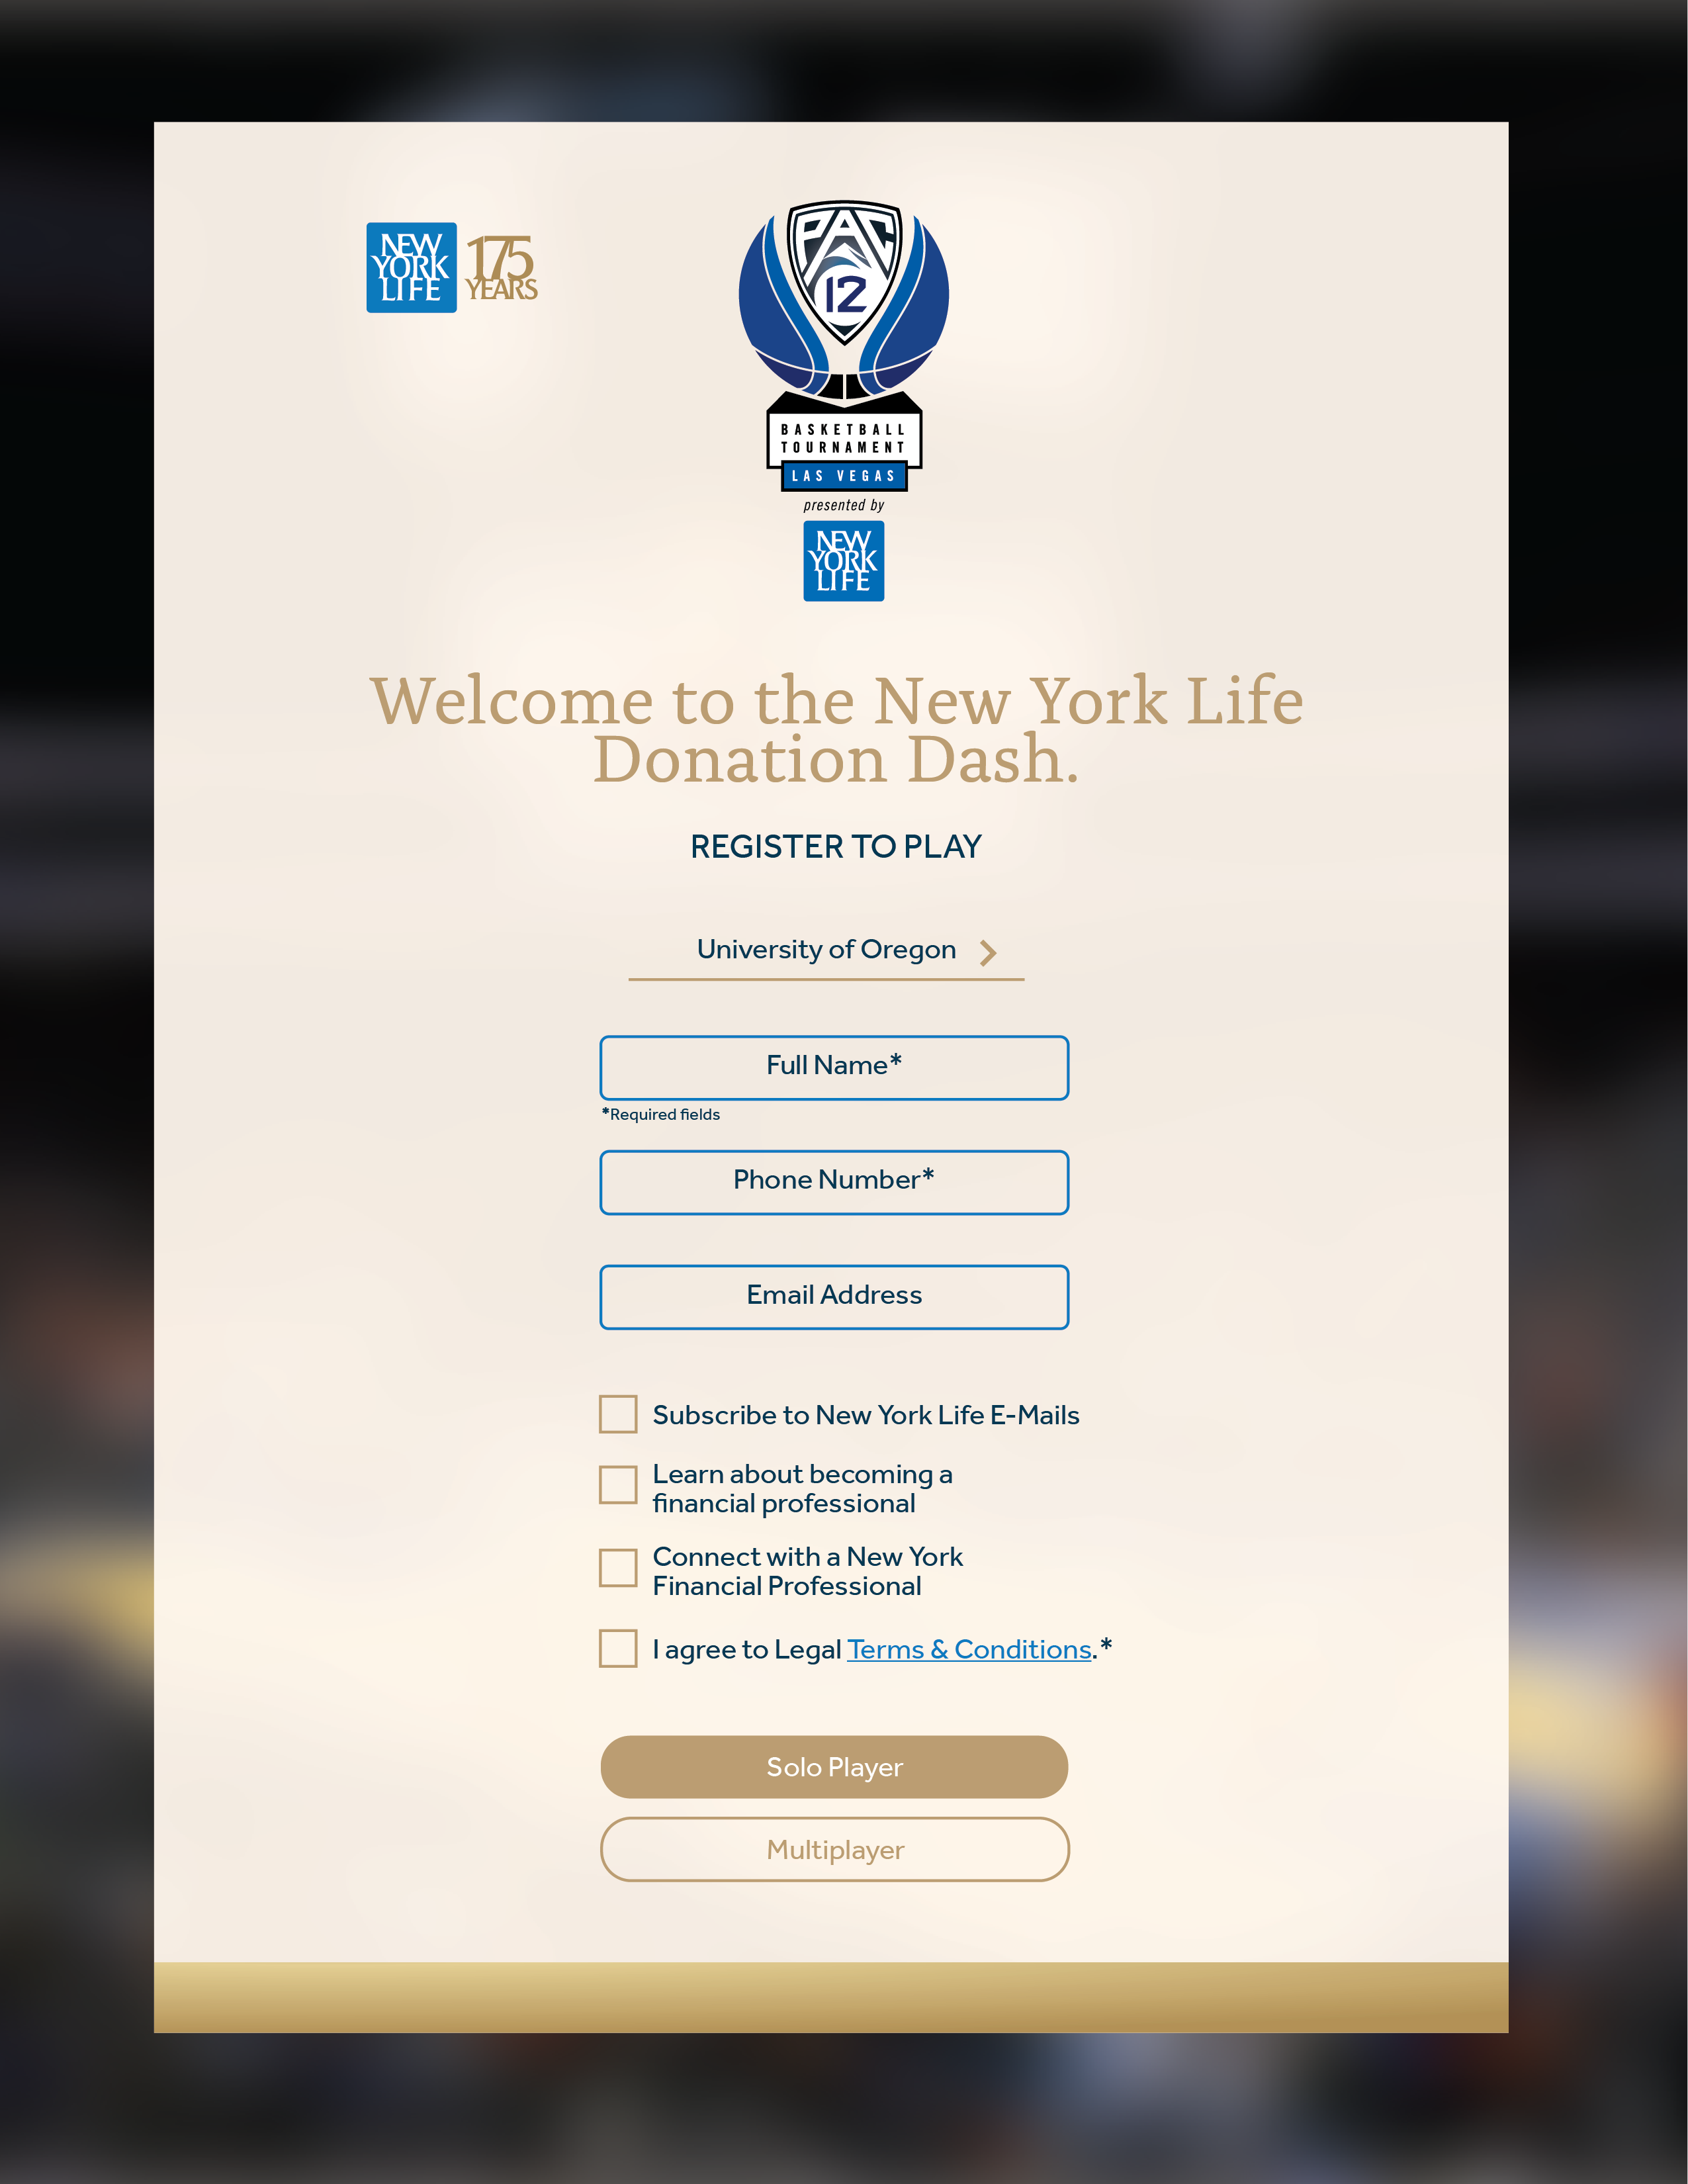 NEW
YORK
LIFE
175
YEARS
PAC
12
BASKETBALL
TOURNAMENT
LAS VEGAS
presented by
NEW
YORK
LIFE
Welcome to the New York Life
Donation Dash.
REGISTER TO PLAY
University of Oregon
Full Name*
*Required fields
Phone Number*
Email Address
Subscribe to New York Life E-Mails
Learn about becoming a
financial professional
Connect with a New York
Financial Professional
I agree to Legal Terms & Conditions.*
Solo Player
Multiplayer